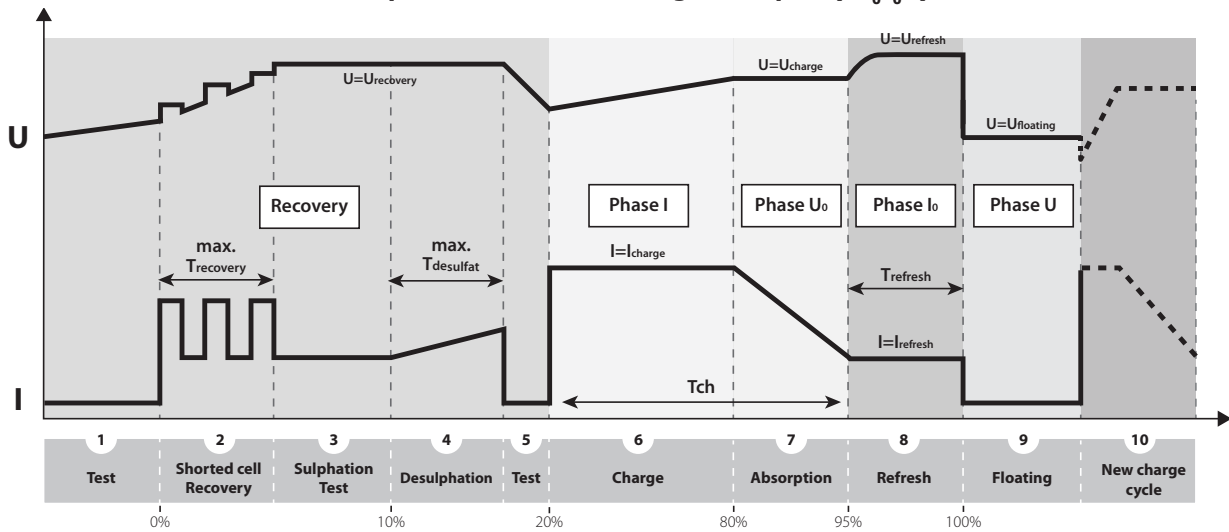 U=Urefresh
U=Ucharge
U=Urecovery
U=Ufloating
U
Recovery
Phase I
Phase U₀
Phase I₀
Phase U
max.
Trecovery
max.
Tdesulfat
I=Icharge
Trefresh
I=Irefresh
Tch
I
1 2 3 4 5 6 7 8 9 10
Test
Shorted cell
Recovery
Sulphation
Test
Desulphation
Test
Charge
Absorption
Refresh
Floating
New charge
cycle
0% 10% 20% 80% 95% 100%